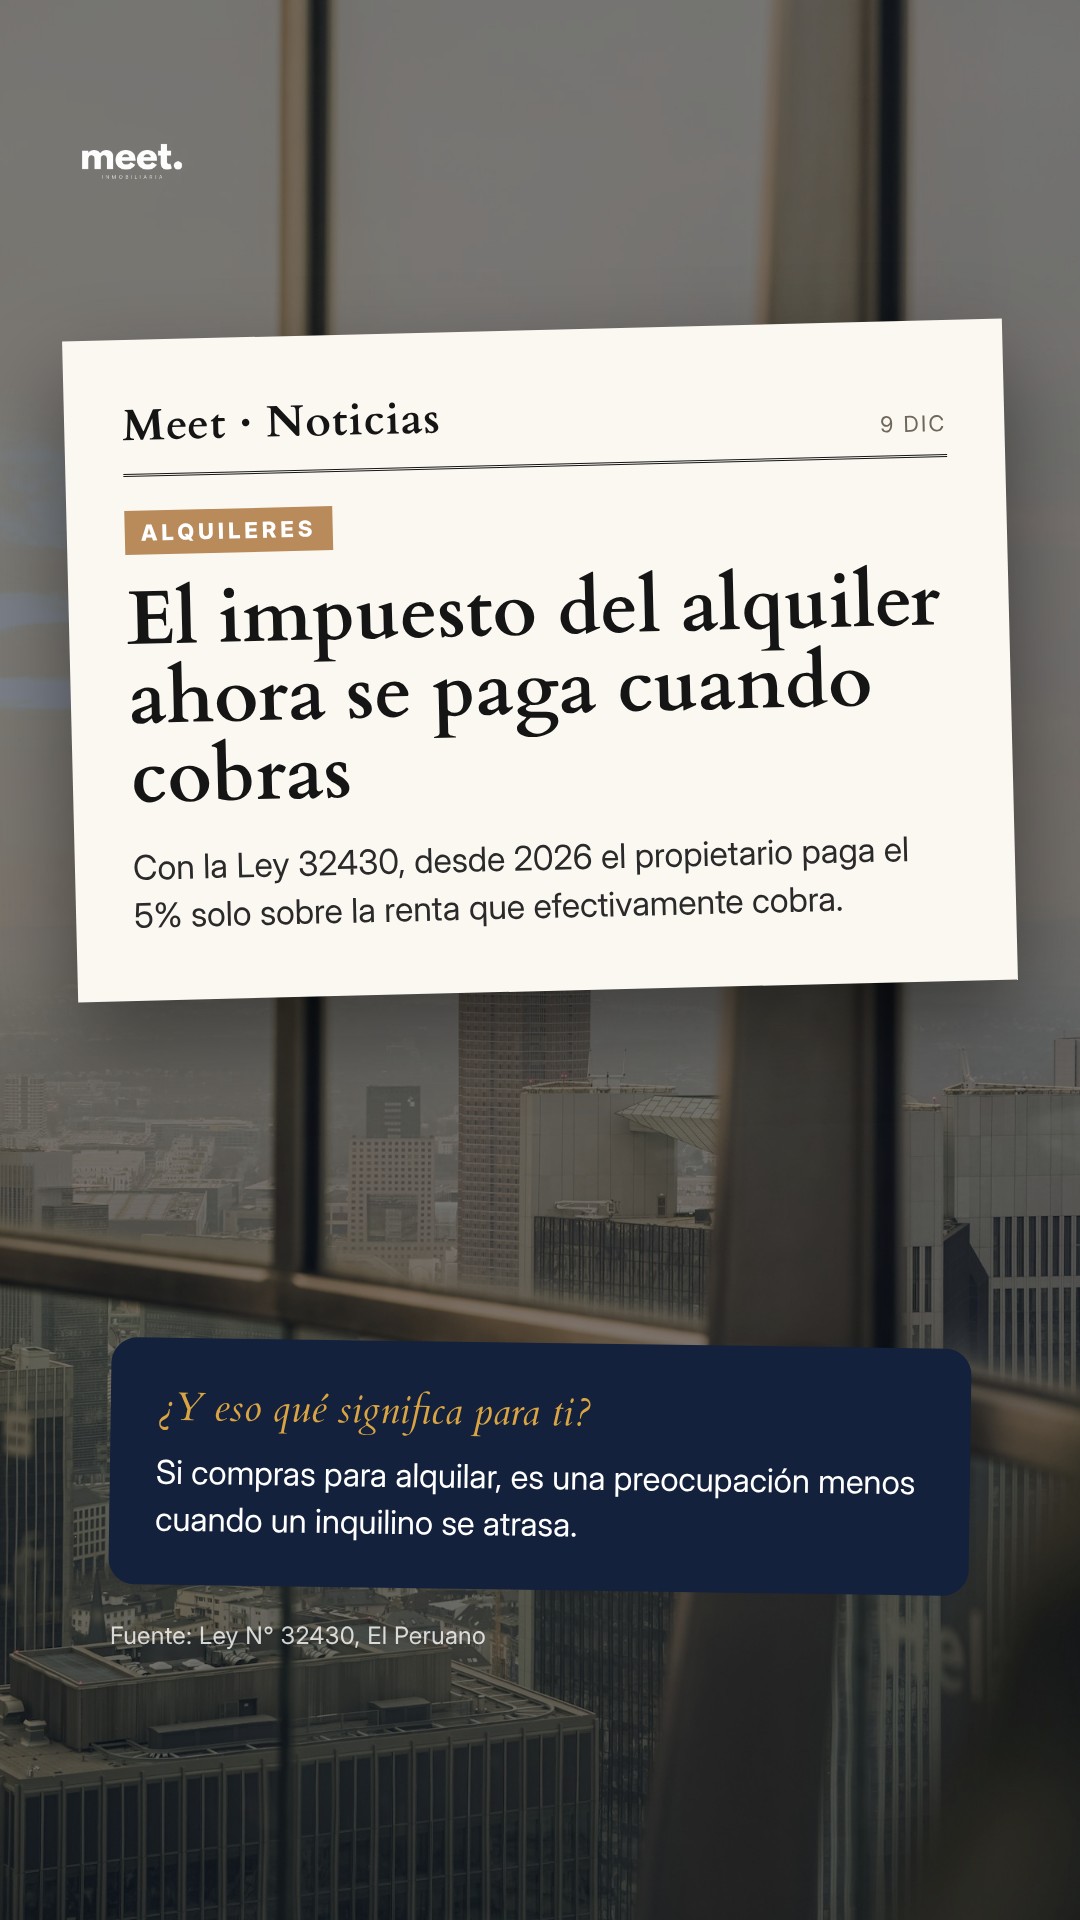 meet.
INMOBILIARIA
Meet · Noticias
9 DIC
ALQUILERES
El impuesto del alquiler
ahora se paga cuando
cobras
Con la Ley 32430, desde 2026 el propietario paga el
5% solo sobre la renta que efectivamente cobra.
¿Y eso qué significa para ti?
Si compras para alquilar, es una preocupación menos
cuando un inquilino se atrasa.
Fuente: Ley N° 32430, El Peruano